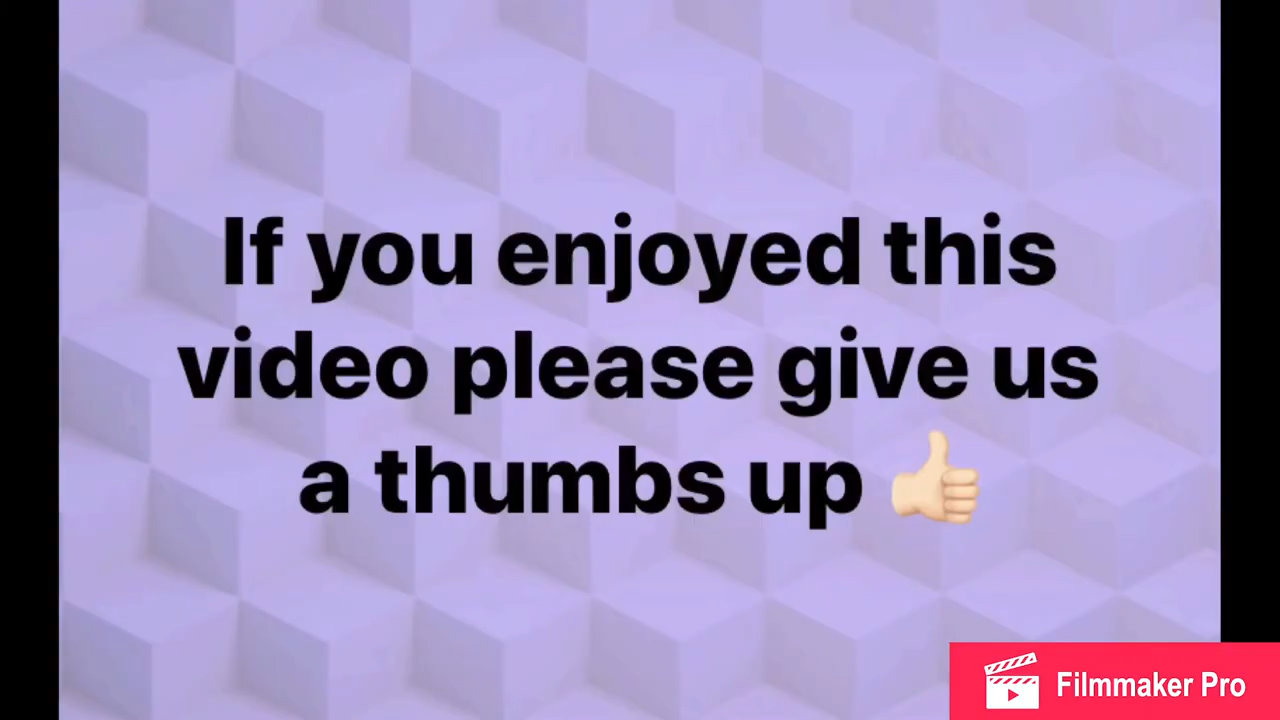 If you enjoyed this
video please give us
a thumbs up 👍🏻
Filmmaker Pro